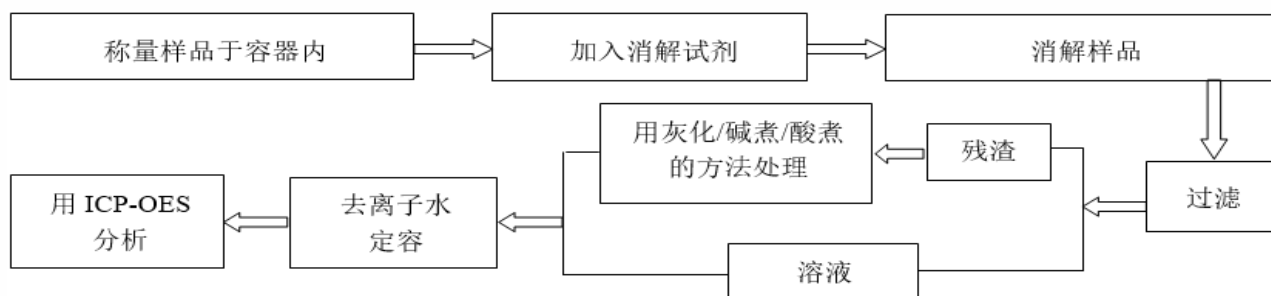 称量样品于容器内
加入消解试剂
消解样品
过滤
残渣
用灰化/碱煮/酸煮
的方法处理
溶液
去离子水
定容
用 ICP-OES
分析